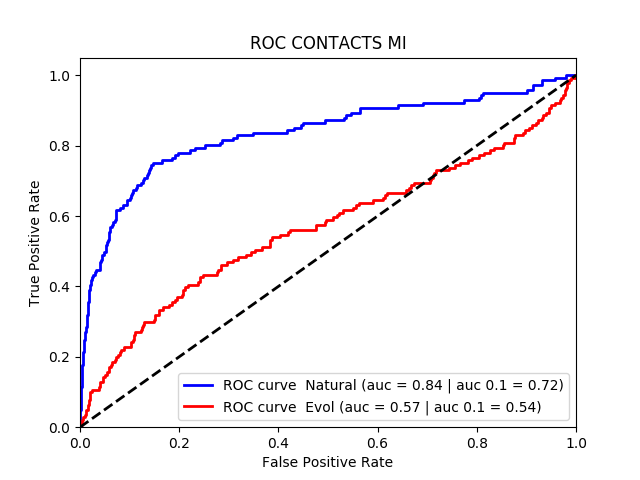 ROC CONTACTS MI
1.0
0.8
0.6
0.4
0.2
0.0
True Positive Rate
ROC curve  Natural (auc = 0.84 | auc 0.1 = 0.72)
ROC curve  Evol (auc = 0.57 | auc 0.1 = 0.54)
0.0 0.2 0.4 0.6 0.8 1.0
False Positive Rate